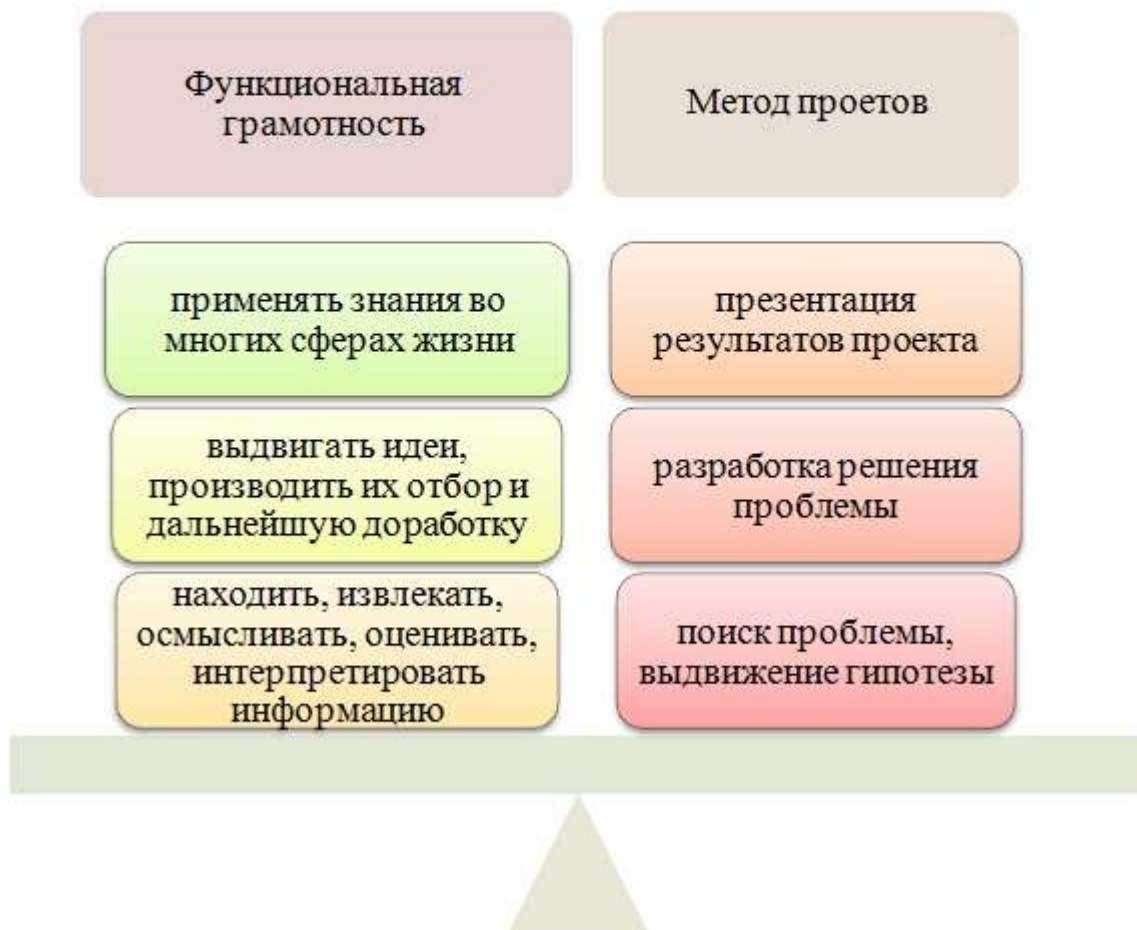 Функциональная
грамотность
Метод проетов
применять знания во
многих сферах жизни
презентация
результатов проекта
выдвигать идеи,
производить их отбор и
дальнейшую доработку
разработка решения
проблемы
находить, извлекать,
осмысливать, оценивать,
интерпретировать
информацию
поиск проблемы,
выдвижение гипотезы